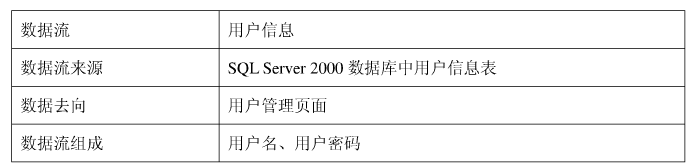 数据流 用户信息
数据流来源 SQL Server 2000 数据库中用户信息表
数据去向 用户管理页面
数据流组成 用户名、用户密码